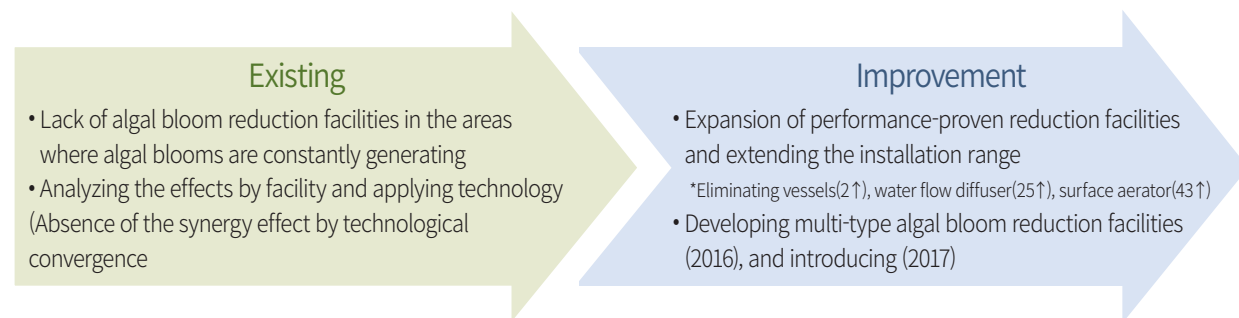 Existing
• Lack of algal bloom reduction facilities in the areas
where algal blooms are constantly generating
• Analyzing the effects by facility and applying technology
(Absence of the synergy effect by technological
convergence
Improvement
• Expansion of performance-proven reduction facilities
and extending the installation range
*Eliminating vessels(2↑), water flow diffuser(25↑), surface aerator(43↑)
• Developing multi-type algal bloom reduction facilities
(2016), and introducing (2017)